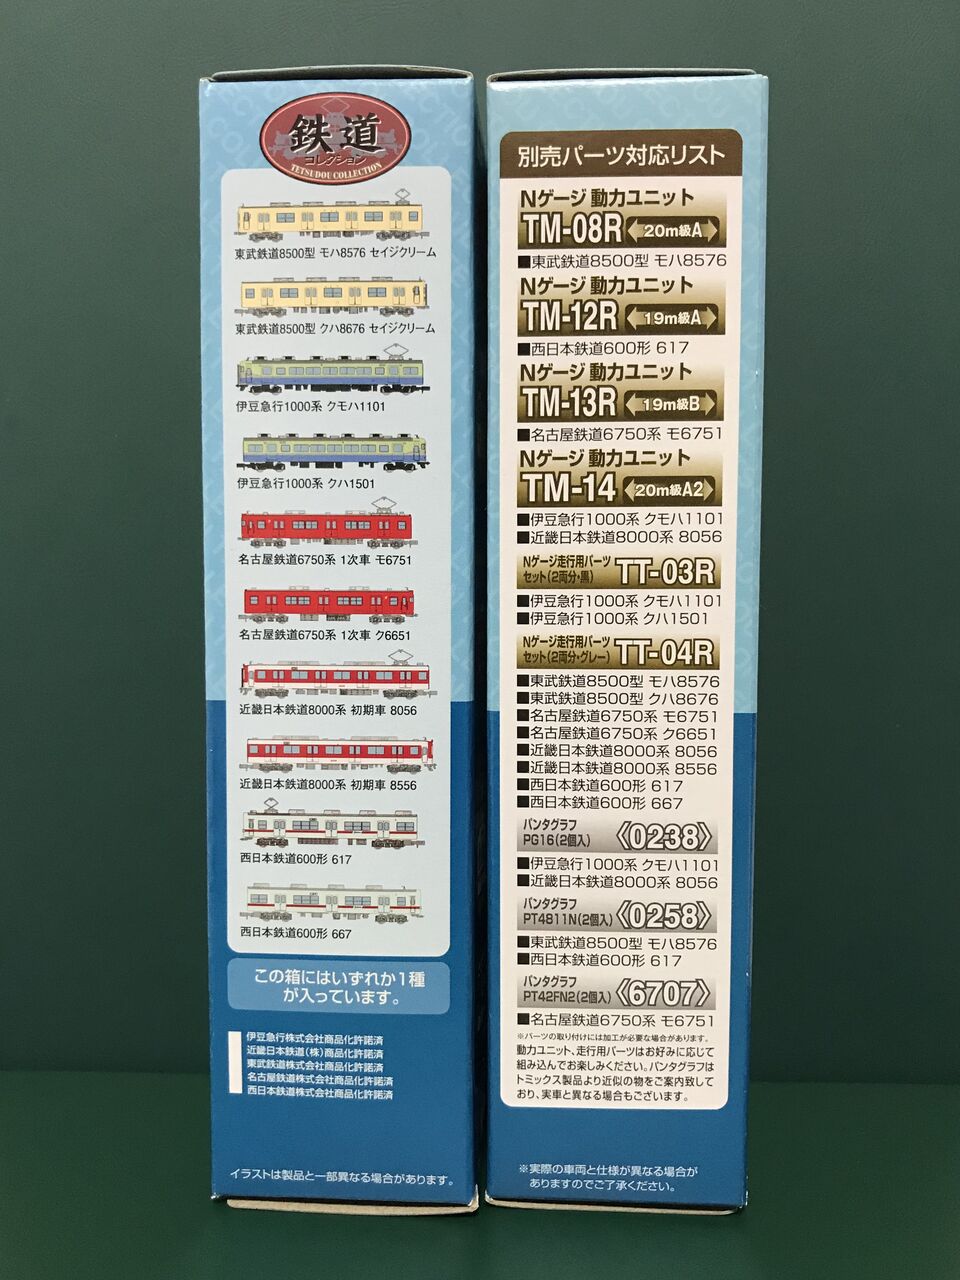 鉄道
コレクション
TETSUDOU COLLECTION
東武鉄道8500型 モハ8576 セイジクリーム
東武鉄道8500型 クハ8676 セイジクリーム
伊豆急行1000系 クモハ1101
伊豆急行1000系 クハ1501
名古屋鉄道6750系 1次車 モ6751
名古屋鉄道6750系 1次車 ク6651
近畿日本鉄道8000系 初期車 8056
近畿日本鉄道8000系 初期車 8556
西日本鉄道600形 617
西日本鉄道600形 667
この箱にはいずれか1種
が入っています。
伊豆急行株式会社商品化許諾済
近畿日本鉄道(株)商品化許諾済
東武鉄道株式会社商品化許諾済
名古屋鉄道株式会社商品化許諾済
西日本鉄道株式会社商品化許諾済
イラストは製品と一部異なる場合があります。
別売パーツ対応リスト
Nゲージ 動力ユニット
TM-08R 20m級A
■東武鉄道8500型 モハ8576
Nゲージ 動力ユニット
TM-12R 19m級A
■西日本鉄道600形 617
Nゲージ 動力ユニット
TM-13R 19m級B
■名古屋鉄道6750系 モ6751
Nゲージ 動力ユニット
TM-14 20m級A2
■伊豆急行1000系 クモハ1101
■近畿日本鉄道8000系 8056
Nゲージ走行用パーツ
セット(2両分・黒) TT-03R
■伊豆急行1000系 クモハ1101
■伊豆急行1000系 クハ1501
Nゲージ走行用パーツ
セット(2両分・グレー) TT-04R
■東武鉄道8500型 モハ8576
■東武鉄道8500型 クハ8676
■名古屋鉄道6750系 モ6751
■名古屋鉄道6750系 ク6651
■近畿日本鉄道8000系 8056
■近畿日本鉄道8000系 8556
■西日本鉄道600形 617
■西日本鉄道600形 667
パンタグラフ
PG16(2個入) 《0238》
■伊豆急行1000系 クモハ1101
■近畿日本鉄道8000系 8056
パンタグラフ
PT4811N(2個入) 《0258》
■東武鉄道8500型 モハ8576
■西日本鉄道600形 617
パンタグラフ
PT42FN2(2個入) 《6707》
■名古屋鉄道6750系 モ6751
※パーツの取り付けには加工が必要な場合があります。
動力ユニット、走行用パーツはお好みに応じて
組み込んでお楽しみください。パンタグラフは
トミックス製品より近似の物をご案内致して
おり、実車と異なる場合もございます。
※実際の車両と仕様が異なる場合が
ありますのでご了承ください。